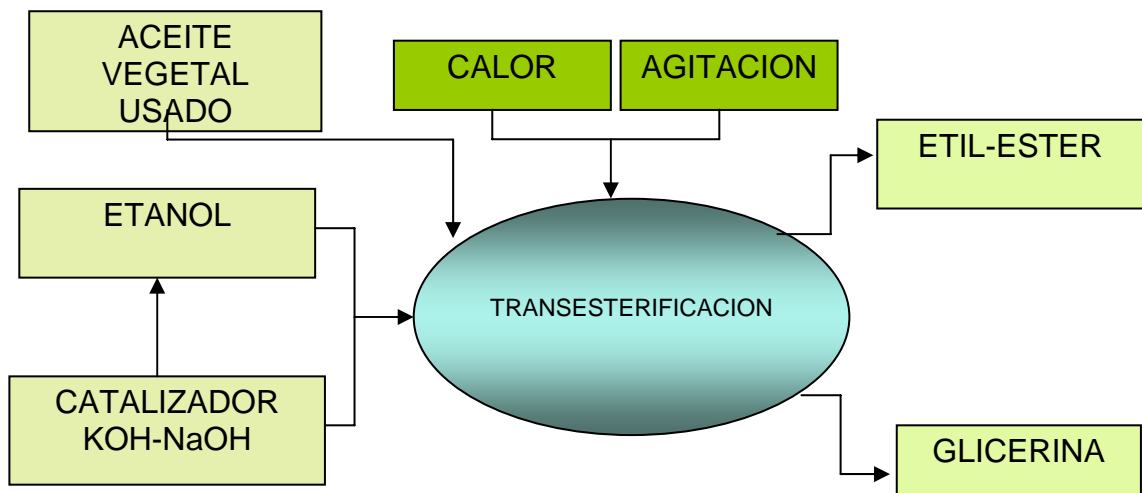 ACEITE
VEGETAL
USADO
CALOR
AGITACION
ETIL-ESTER
ETANOL
TRANSESTERIFICACION
CATALIZADOR
KOH-NaOH
GLICERINA